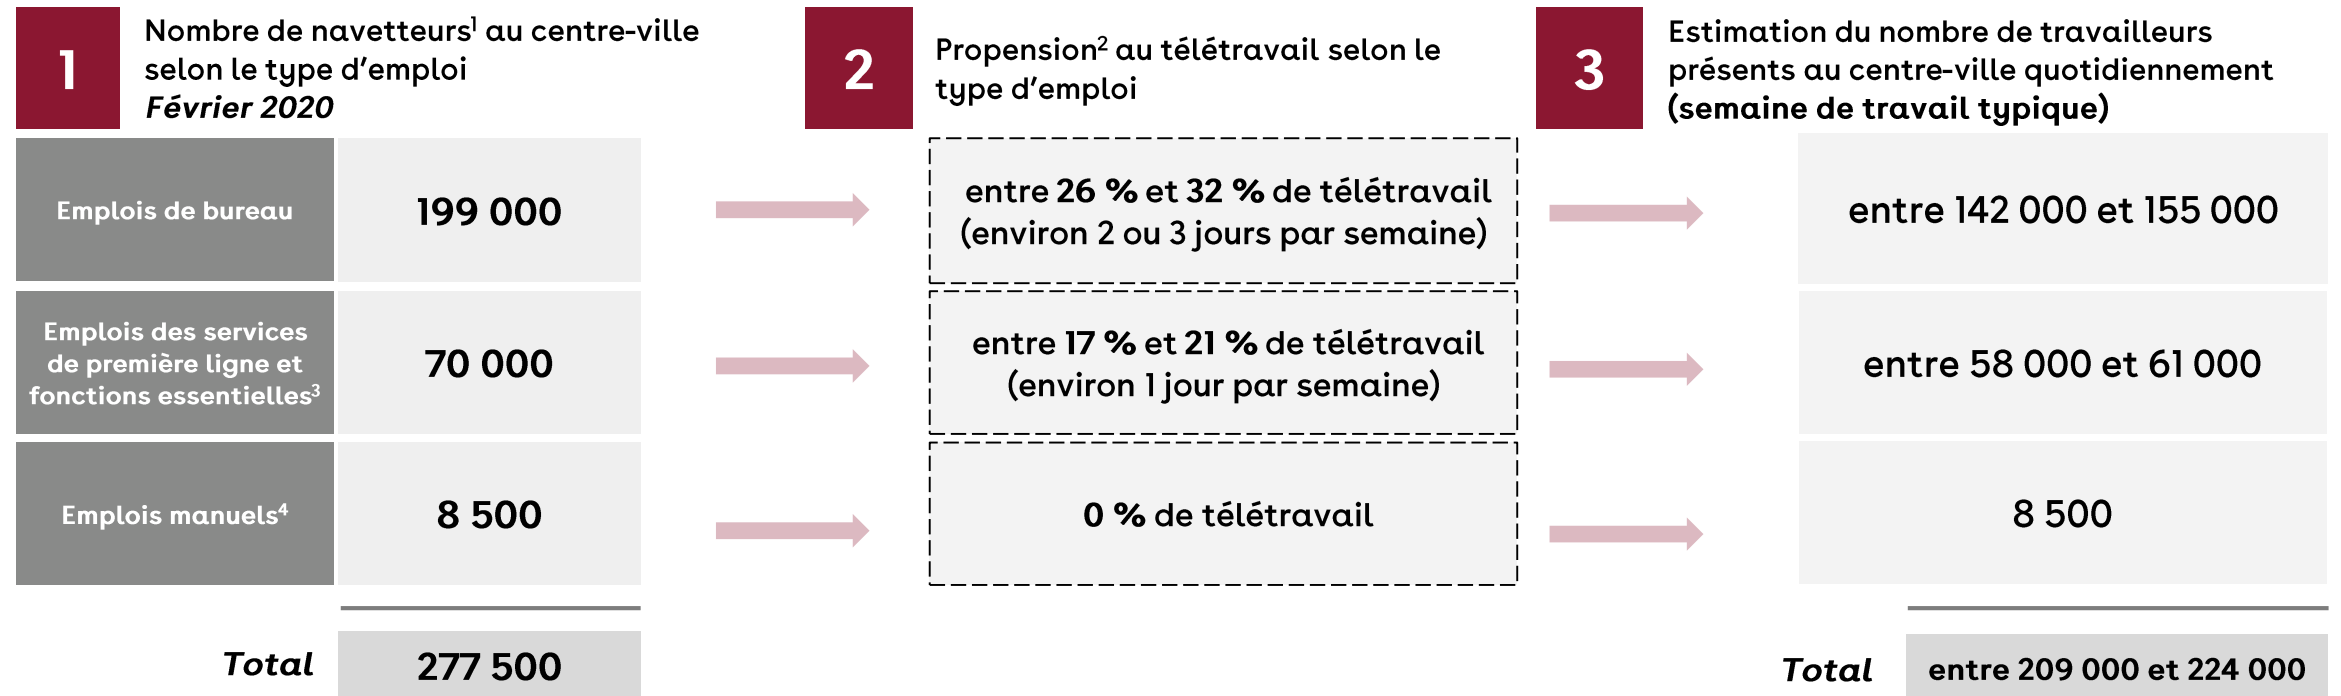 1
Nombre de navetteurs¹ au centre-ville
selon le type d’emploi
Février 2020
2
Propension² au télétravail selon le
type d’emploi
3
Estimation du nombre de travailleurs
présents au centre-ville quotidiennement
(semaine de travail typique)
Emplois de bureau
199 000
entre 26 % et 32 % de télétravail
(environ 2 ou 3 jours par semaine)
entre 142 000 et 155 000
Emplois des services
de première ligne et
fonctions essentielles³
70 000
entre 17 % et 21 % de télétravail
(environ 1 jour par semaine)
entre 58 000 et 61 000
Emplois manuels⁴
8 500
0 % de télétravail
8 500
Total
277 500
Total
entre 209 000 et 224 000